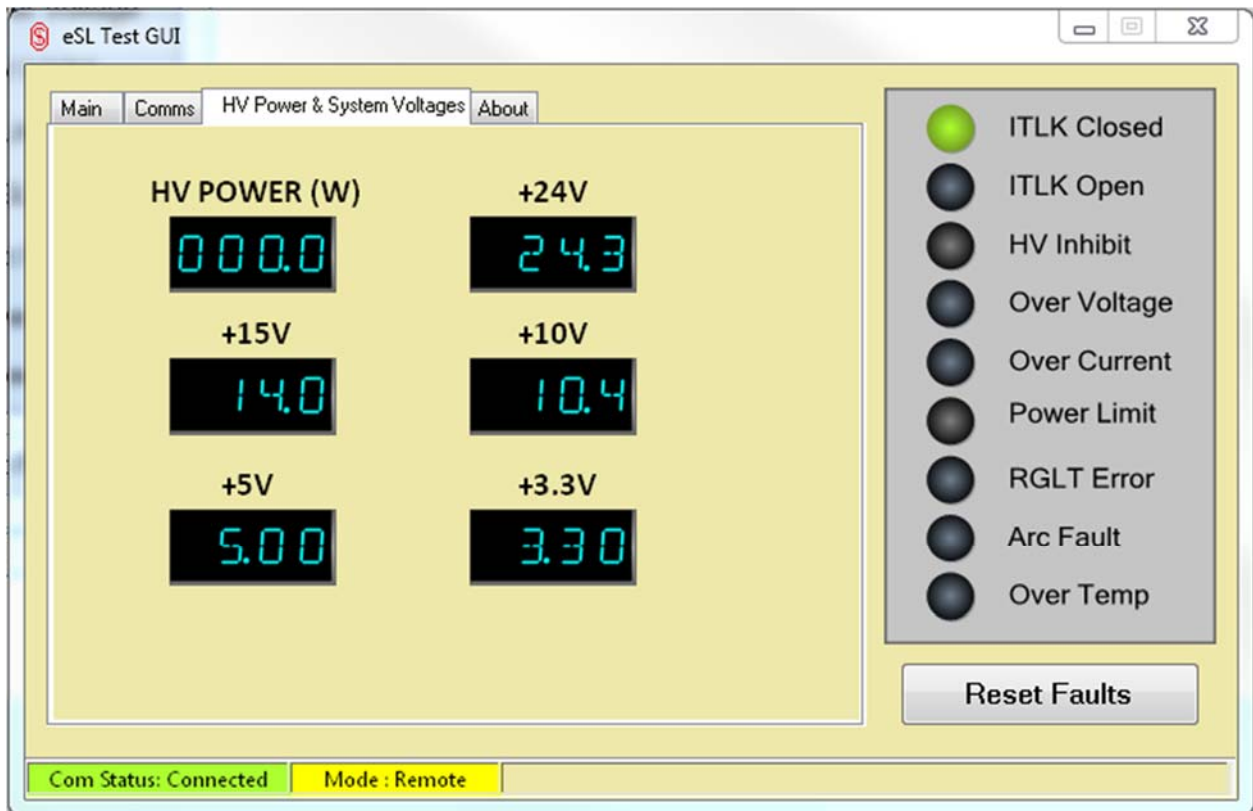 eSL Test GUI
Main Comms HV Power & System Voltages About
HV POWER (W) +24V
000.0 24.3
+15V +10V
14.0 10.4
+5V +3.3V
5.00 3.30
ITLK Closed
ITLK Open
HV Inhibit
Over Voltage
Over Current
Power Limit
RGLT Error
Arc Fault
Over Temp
Reset Faults
Com Status: Connected Mode : Remote